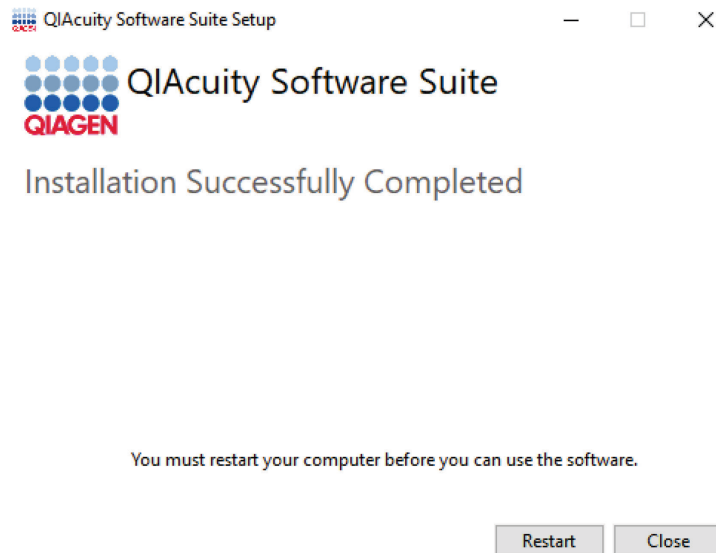 QIAcuity Software Suite Setup
QIAcuity Software Suite
QIAGEN
Installation Successfully Completed
You must restart your computer before you can use the software.
Restart Close